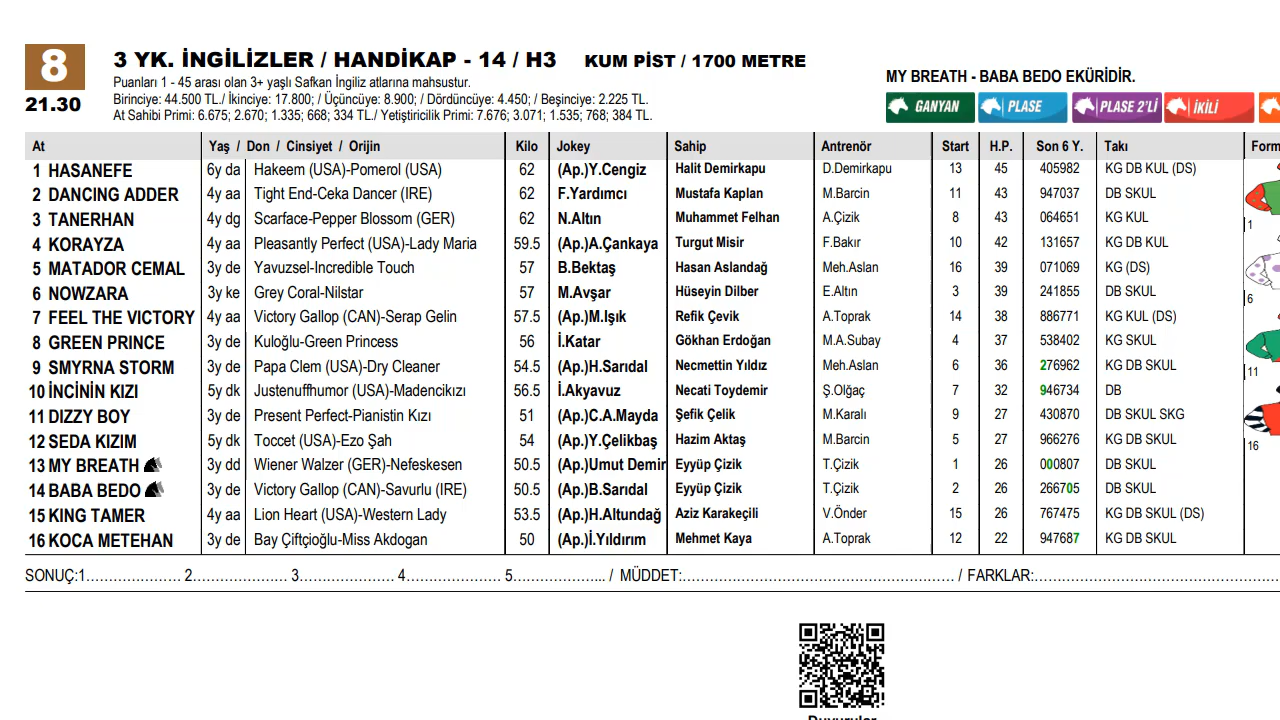 8
21.30
3 YK. İNGİLİZLER / HANDİKAP - 14 / H3 KUM PİST / 1700 METRE
Puanları 1 - 45 arası olan 3+ yaşlı Safkan İngiliz atlarına mahsustur.
Birinciye: 44.500 TL./ İkinciye: 17.800; / Üçüncüye: 8.900; / Dördüncüye: 4.450; / Beşinciye: 2.225 TL.
At Sahibi Primi: 6.675; 2.670; 1.335; 668; 334 TL./ Yetiştiricilik Primi: 7.676; 3.071; 1.535; 768; 384 TL.
MY BREATH - BABA BEDO EKÜRİDİR.
GANYAN PLASE PLASE 2'Lİ İKİLİ
At Yaş / Don / Cinsiyet / Orijin Kilo Jokey Sahip Antrenör Start H.P. Son 6 Y. Takı Form
1 HASANEFE 6y da Hakeem (USA)-Pomerol (USA) 62 (Ap.)Y.Cengiz Halit Demirkapu D.Demirkapu 13 45 405982 KG DB KUL (DS)
2 DANCING ADDER 4y aa Tight End-Ceka Dancer (IRE) 62 F.Yardımcı Mustafa Kaplan M.Barcin 11 43 947037 DB SKUL
3 TANERHAN 4y dg Scarface-Pepper Blossom (GER) 62 N.Altın Muhammet Felhan A.Çizik 8 43 064651 KG KUL
1
4 KORAYZA 4y aa Pleasantly Perfect (USA)-Lady Maria 59.5 (Ap.)A.Çankaya Turgut Misir F.Bakır 10 42 131657 KG DB KUL
5 MATADOR CEMAL 3y de Yavuzsel-Incredible Touch 57 B.Bektaş Hasan Aslandağ Meh.Aslan 16 39 071069 KG (DS)
6 NOWZARA 3y ke Grey Coral-Nilstar 57 M.Avşar Hüseyin Dilber E.Altın 3 39 241855 DB SKUL
6
7 FEEL THE VICTORY 4y aa Victory Gallop (CAN)-Serap Gelin 57.5 (Ap.)M.Işık Refik Çevik A.Toprak 14 38 886771 KG KUL (DS)
8 GREEN PRINCE 3y de Kuloğlu-Green Princess 56 İ.Katar Gökhan Erdoğan M.A.Subay 4 37 538402 KG SKUL
9 SMYRNA STORM 3y de Papa Clem (USA)-Dry Cleaner 54.5 (Ap.)H.Sarıdal Necmettin Yıldız Meh.Aslan 6 36 276962 KG DB SKUL
11
10 İNCİNİN KIZI 5y dk Justenuffhumor (USA)-Madencikızı 56.5 İ.Akyavuz Necati Toydemir Ş.Olğaç 7 32 946734 DB
11 DIZZY BOY 3y de Present Perfect-Pianistin Kızı 51 (Ap.)C.A.Mayda Şefik Çelik M.Karalı 9 27 430870 DB SKUL SKG
12 SEDA KIZIM 5y dk Toccet (USA)-Ezo Şah 54 (Ap.)Y.Çelikbaş Hazim Aktaş M.Barcin 5 27 966276 KG DB SKUL
16
13 MY BREATH 3y dd Wiener Walzer (GER)-Nefeskesen 50.5 (Ap.)Umut Demir Eyyüp Çizik T.Çizik 1 26 000807 DB SKUL
14 BABA BEDO 3y de Victory Gallop (CAN)-Savurlu (IRE) 50.5 (Ap.)B.Sarıdal Eyyüp Çizik T.Çizik 2 26 266705 DB SKUL
15 KING TAMER 4y aa Lion Heart (USA)-Western Lady 53.5 (Ap.)H.Altundağ Aziz Karakeçili V.Önder 15 26 767475 KG DB SKUL (DS)
16 KOCA METEHAN 3y de Bay Çiftçioğlu-Miss Akdogan 50 (Ap.)İ.Yıldırım Mehmet Kaya A.Toprak 12 22 947687 KG DB SKUL
SONUÇ:1………………… 2………………… 3………………… 4………………… 5………………... / MÜDDET:……………………………………………… / FARKLAR:………………………………………………
Duyurular